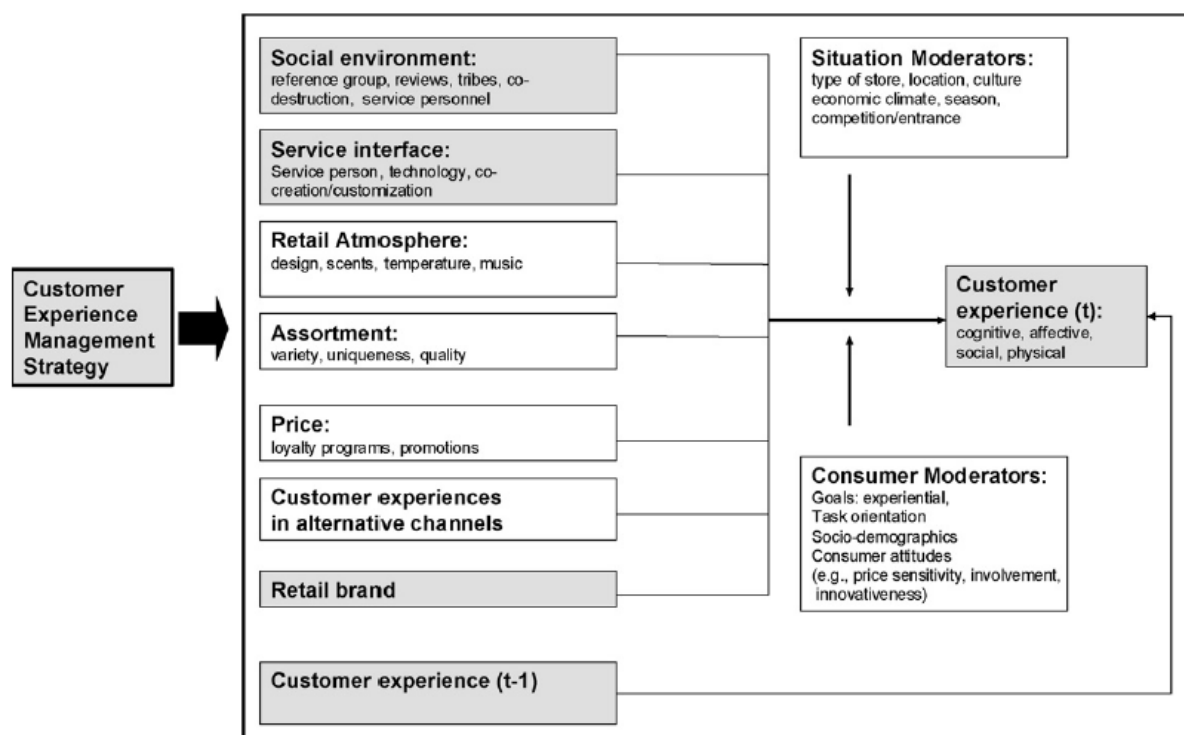 Social environment:
reference group, reviews, tribes, co-
destruction, service personnel
Service interface:
Service person, technology, co-
creation/customization
Retail Atmosphere:
design, scents, temperature, music
Assortment:
variety, uniqueness, quality
Price:
loyalty programs, promotions
Customer experiences
in alternative channels
Retail brand
Customer experience (t-1)
Customer
Experience
Management
Strategy
Situation Moderators:
type of store, location, culture
economic climate, season,
competition/entrance
Customer
experience (t):
cognitive, affective,
social, physical
Consumer Moderators:
Goals: experiential,
Task orientation
Socio-demographics
Consumer attitudes
(e.g., price sensitivity, involvement,
innovativeness)